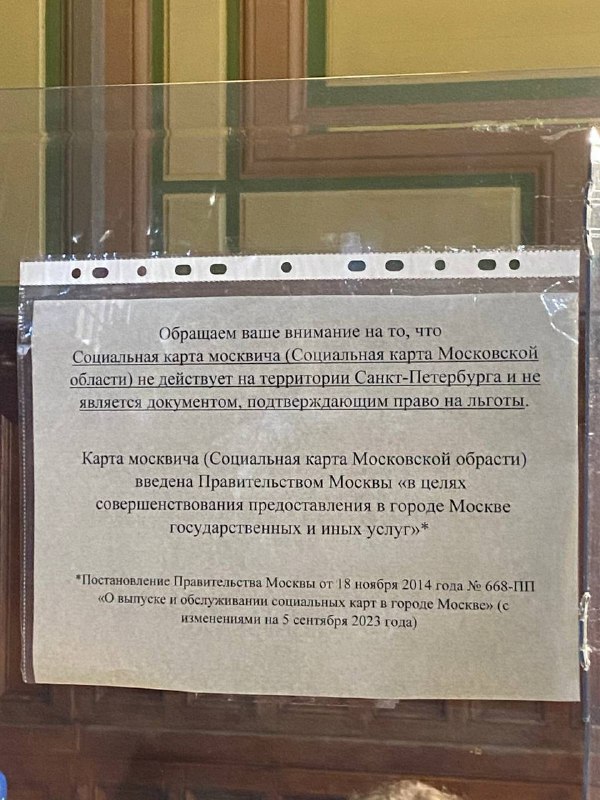 Обращаем ваше внимание на то, что
Социальная карта москвича (Социальная карта Московской
области) не действует на территории Санкт-Петербурга и не
является документом, подтверждающим право на льготы.
Карта москвича (Социальная карта Московской обрасти)
введена Правительством Москвы «в целях
совершенствования предоставления в городе Москве
государственных и иных услуг»*
*Постановление Правительства Москвы от 18 ноября 2014 года № 668-ПП
«О выпуске и обслуживании социальных карт в городе Москве» (с
изменениями на 5 сентября 2023 года)